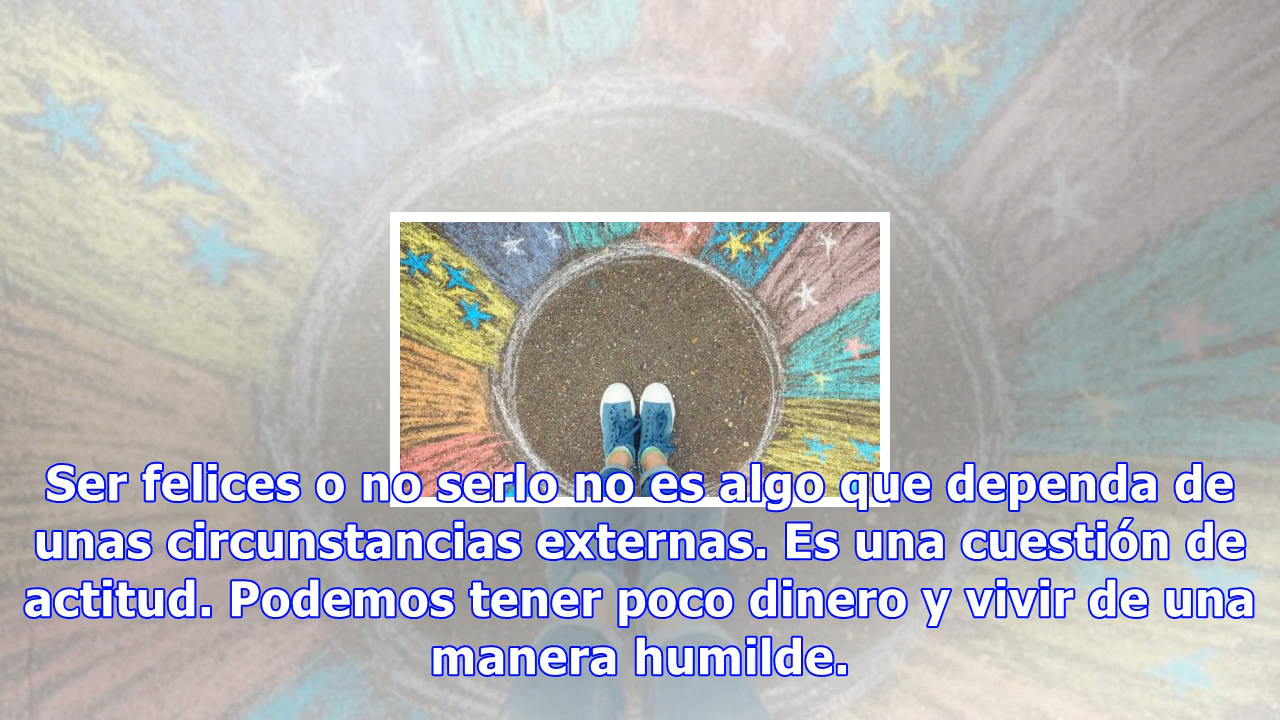 Ser felices o no serlo no es algo que dependa de
unas circunstancias externas. Es una cuestión de
actitud. Podemos tener poco dinero y vivir de una
manera humilde.